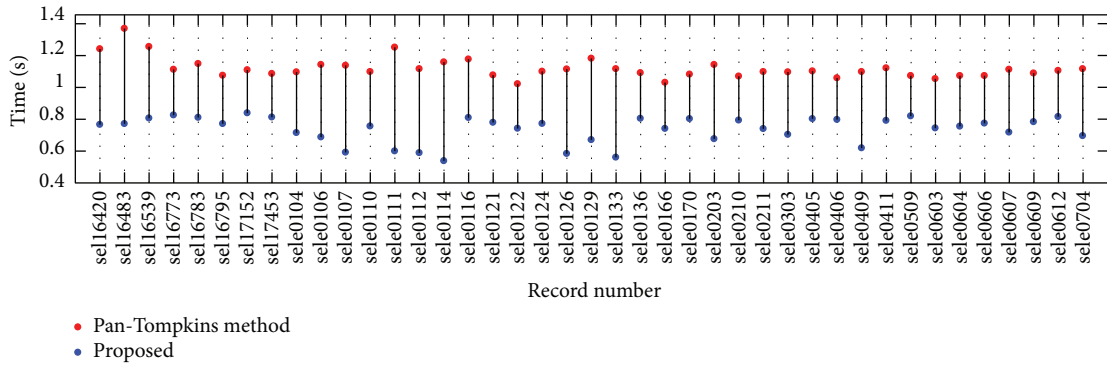 1.4
1.2
1
0.8
0.6
0.4
Time (s)
sel16420
sel16483
sel16539
sel16773
sel16783
sel16795
sel17152
sel17453
sele0104
sele0106
sele0107
sele0110
sele0111
sele0112
sele0114
sele0116
sele0121
sele0122
sele0124
sele0126
sele0129
sele0133
sele0136
sele0166
sele0170
sele0203
sele0210
sele0211
sele0303
sele0405
sele0406
sele0409
sele0411
sele0509
sele0603
sele0604
sele0606
sele0607
sele0609
sele0612
sele0704
Record number
Pan-Tompkins method
Proposed